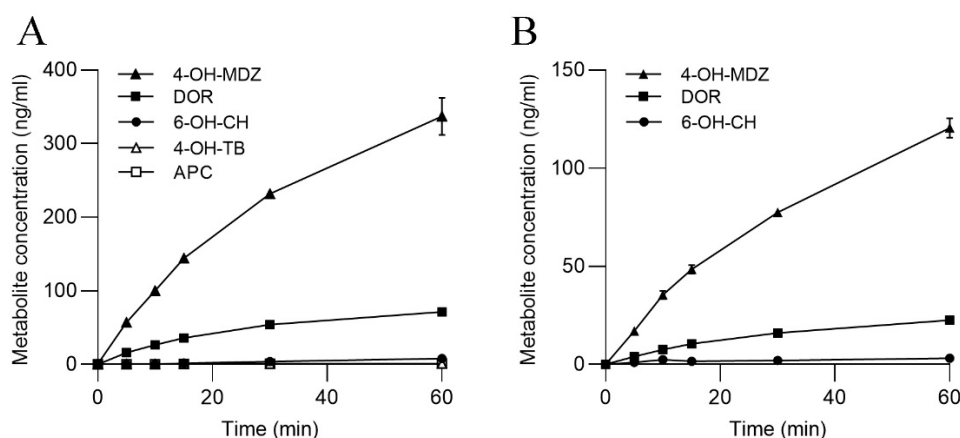 A
Metabolite concentration (ng/ml)
400
300
200
100
0
4-OH-MDZ
DOR
6-OH-CH
4-OH-TB
APC
0 20 40 60
Time (min)
B
Metabolite concentration (ng/ml)
150
100
50
0
4-OH-MDZ
DOR
6-OH-CH
0 20 40 60
Time (min)